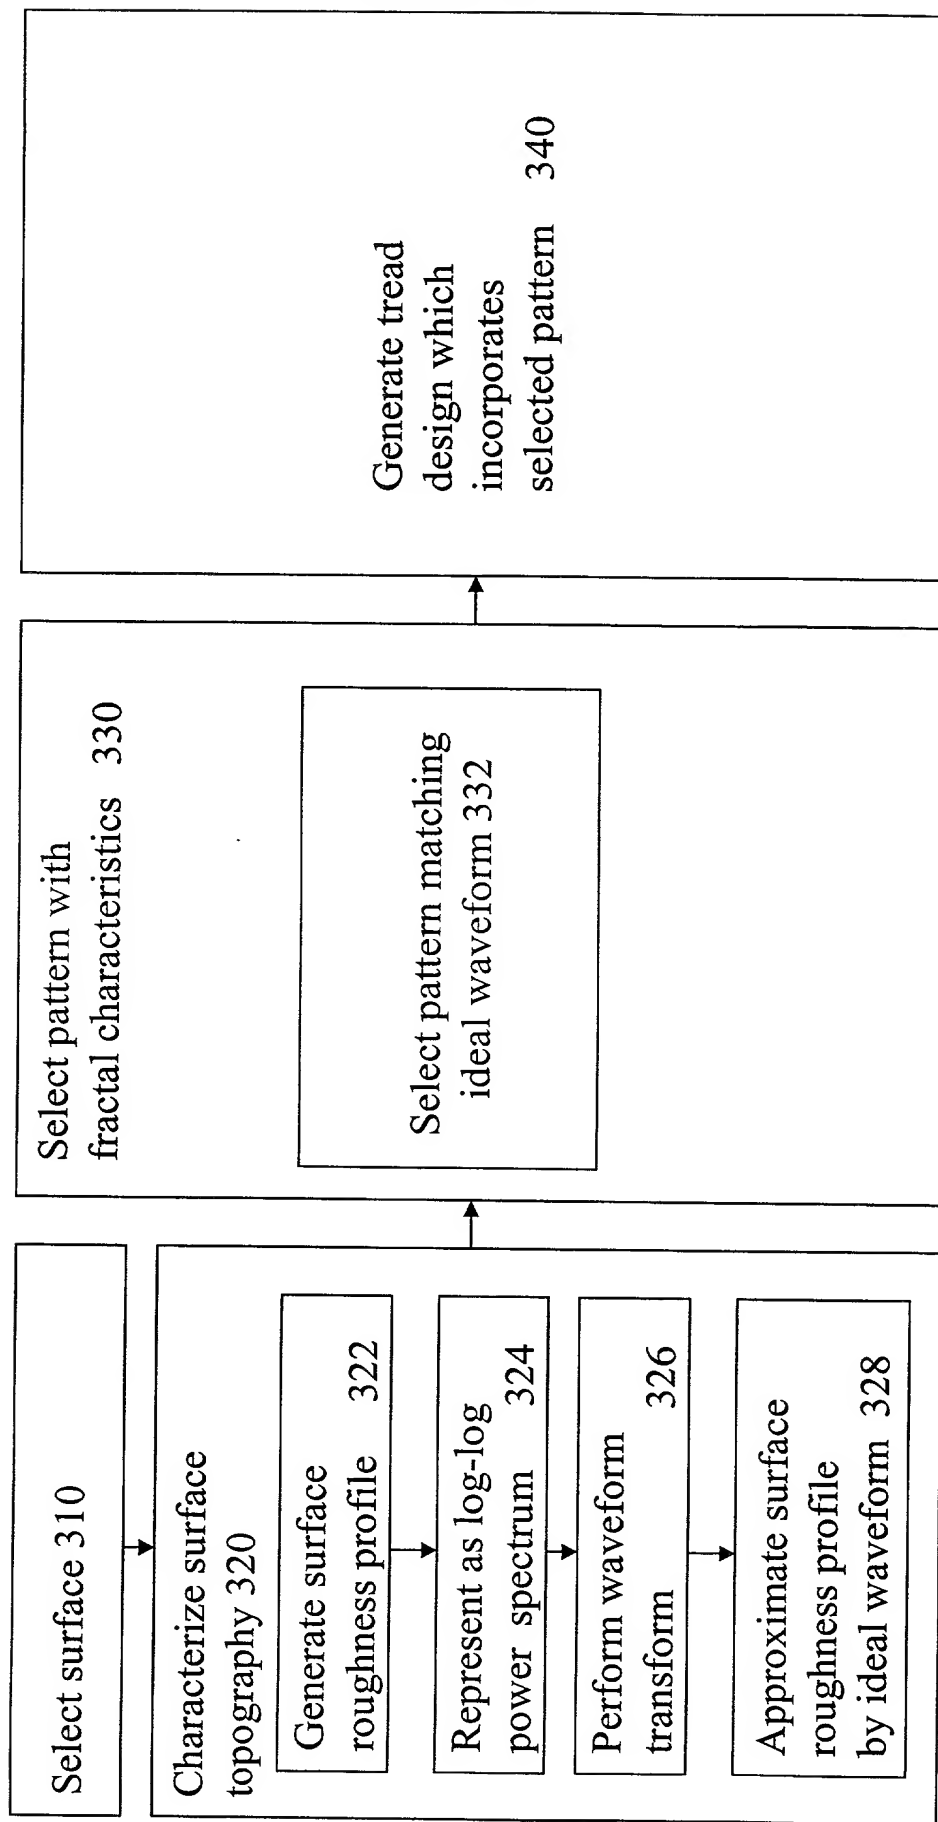 Select surface 310
Characterize surface
topography 320
Generate surface
roughness profile 322
Represent as log-log
power spectrum 324
Perform waveform
transform 326
Approximate surface
roughness profile
by ideal waveform 328
Select pattern with
fractal characteristics 330
Select pattern matching
ideal waveform 332
Generate tread
design which
incorporates
selected pattern 340